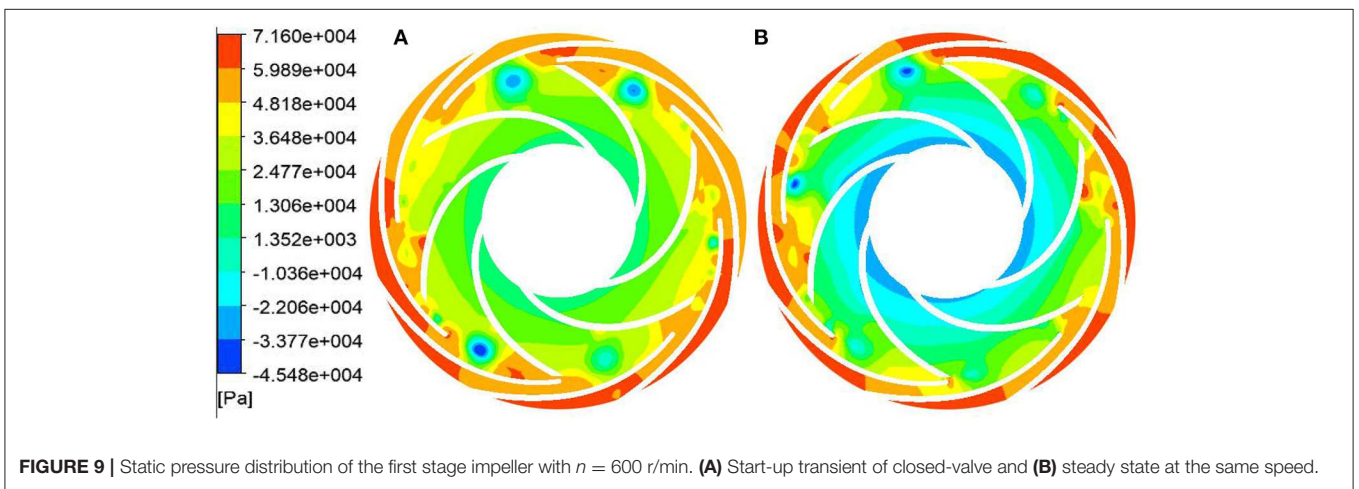 A
B
7.160e+004
5.989e+004
4.818e+004
3.648e+004
2.477e+004
1.306e+004
1.352e+003
-1.036e+004
-2.206e+004
-3.377e+004
-4.548e+004
[Pa]
FIGURE 9 | Static pressure distribution of the first stage impeller with n = 600 r/min. (A) Start-up transient of closed-valve and (B) steady state at the same speed.